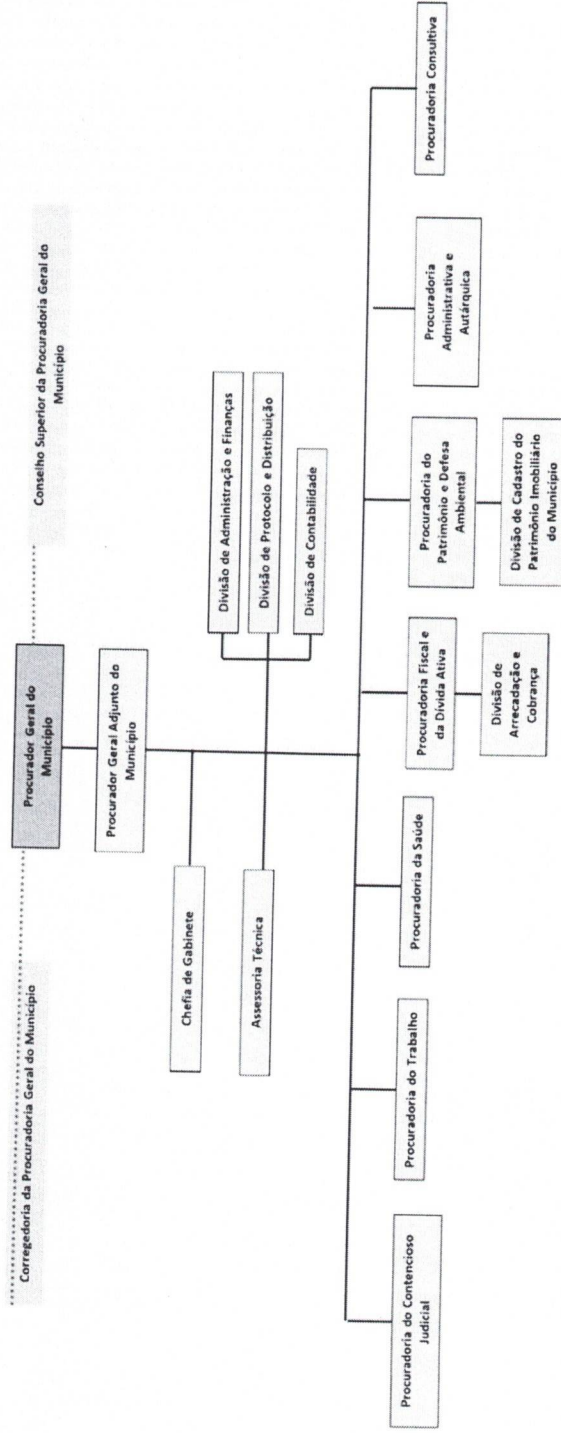 Corregedoria da Procuradoria Geral do Município
Procurador Geral do
Município
Conselho Superior da Procuradoria Geral do
Município
Procurador Geral Adjunto do
Município
Chefia de Gabinete
Assessoria Técnica
Divisão de Administração e Finanças
Divisão de Protocolo e Distribuição
Divisão de Contabilidade
Procuradoria do Contencioso
Judicial
Procuradoria do Trabalho
Procuradoria da Saúde
Procuradoria Fiscal e
da Dívida Ativa
Divisão de
Arrecadação e
Cobrança
Procuradoria do
Patrimônio e Defesa
Ambiental
Divisão de Cadastro do
Patrimônio Imobiliário
do Município
Procuradoria
Administrativa e
Autárquica
Procuradoria Consultiva